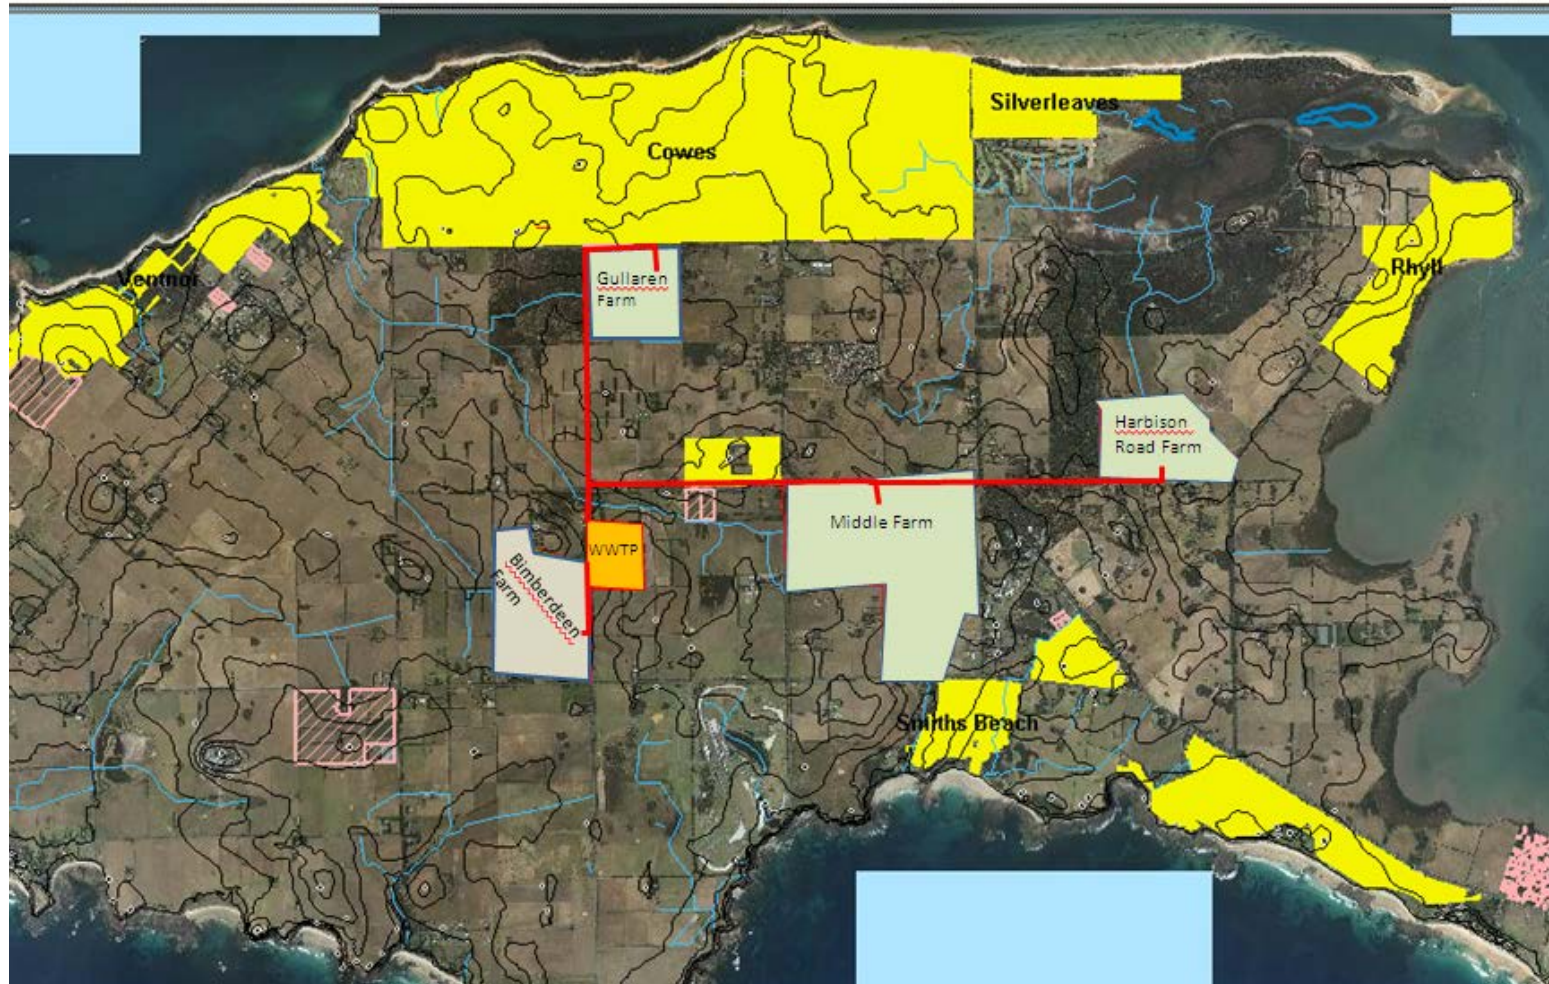 Silverleaves
Cowes
Ventnor
Rhyll
Gullaren
Farm
Harbison
Road Farm
Middle Farm
WWTP
Bimberdeen
Farm
Smiths Beach